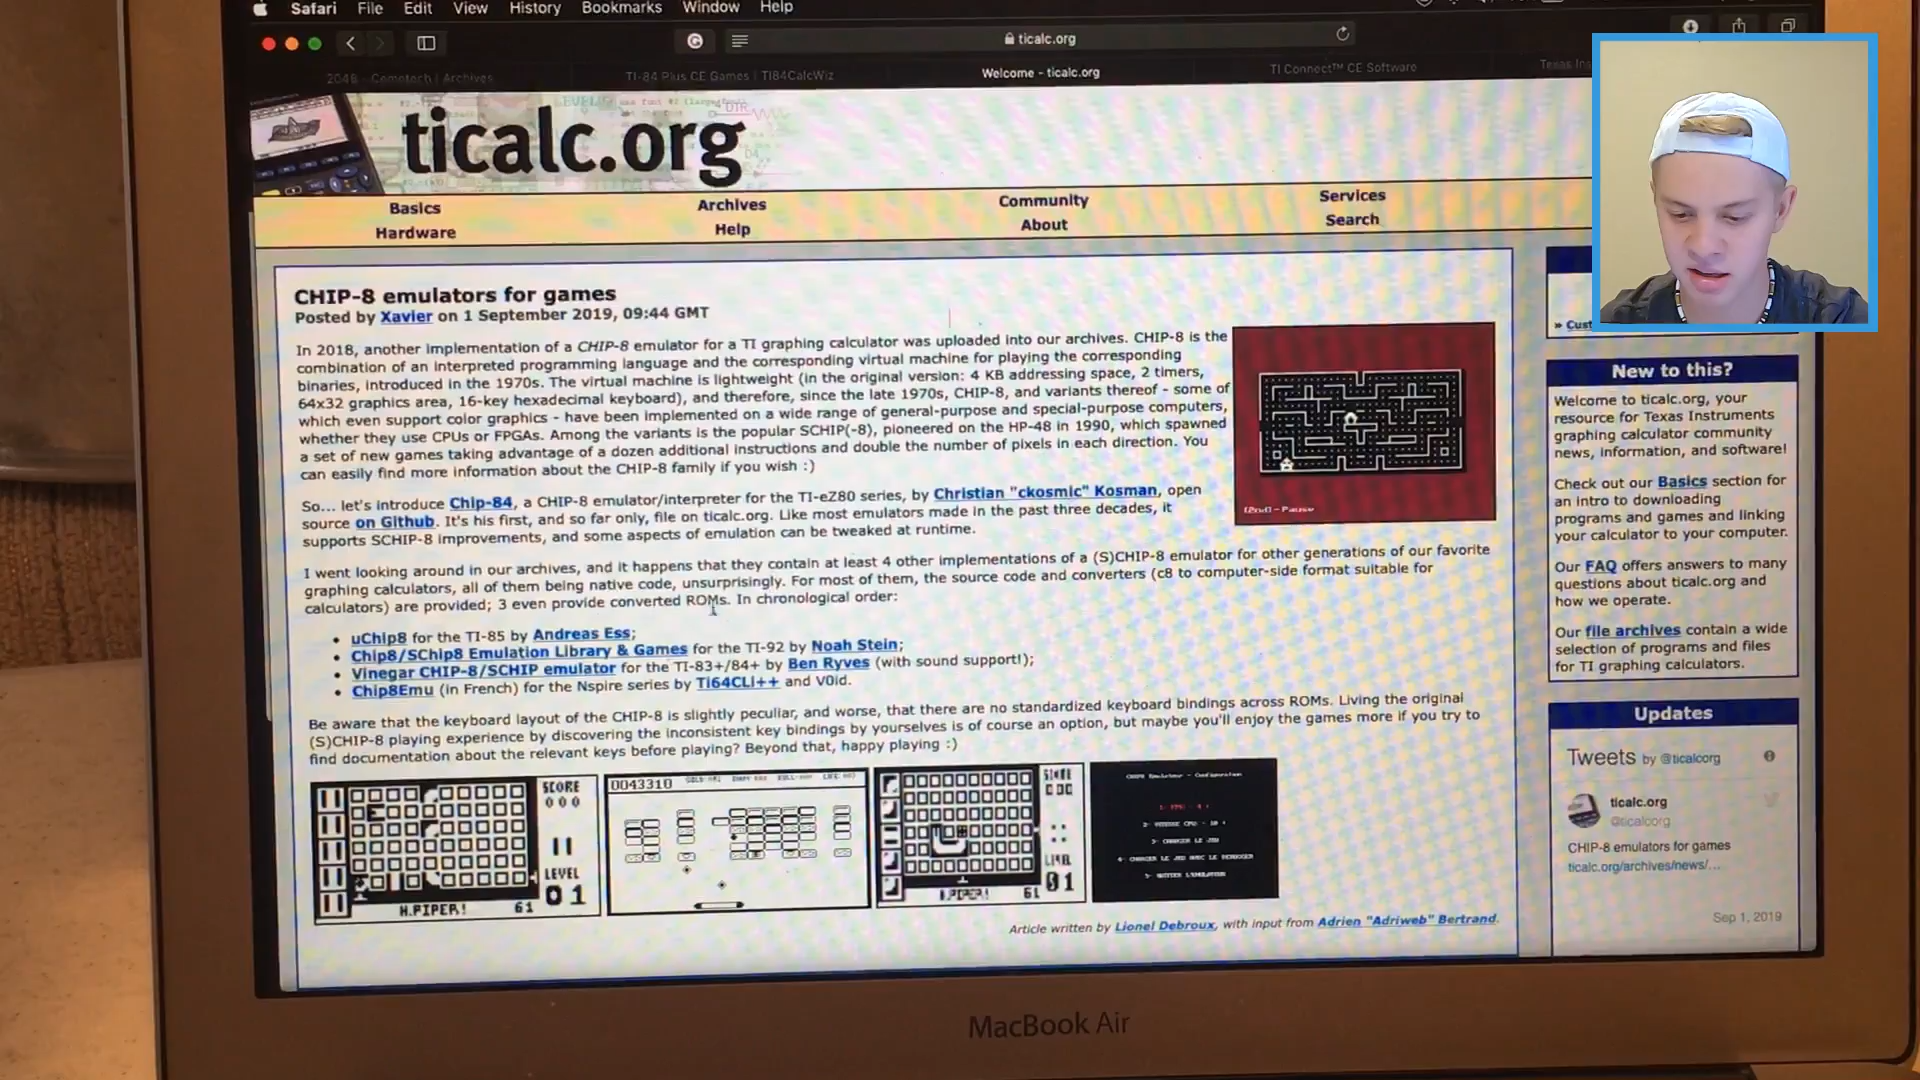 Safari File Edit View History Bookmarks Window Help
ticalc.org
2048 - Cemetech | Archives
TI-84 Plus CE Games | TI84CalcWiz
Welcome - ticalc.org
TI Connect™ CE Software
Texas Ins
ticalc.org
Basics Archives Community Services
Hardware Help About Search
CHIP-8 emulators for games
Posted by Xavier on 1 September 2019, 09:44 GMT
In 2018, another implementation of a CHIP-8 emulator for a TI graphing calculator was uploaded into our archives. CHIP-8 is the
combination of an interpreted programming language and the corresponding virtual machine for playing the corresponding
binaries, introduced in the 1970s. The virtual machine is lightweight (in the original version: 4 KB addressing space, 2 timers,
64x32 graphics area, 16-key hexadecimal keyboard), and therefore, since the late 1970s, CHIP-8, and variants thereof - some of
which even support color graphics - have been implemented on a wide range of general-purpose and special-purpose computers,
whether they use CPUs or FPGAs. Among the variants is the popular SCHIP(-8), pioneered on the HP-48 in 1990, which spawned
a set of new games taking advantage of a dozen additional instructions and double the number of pixels in each direction. You
can easily find more information about the CHIP-8 family if you wish :)
[2nd] - Pause
So... let's introduce Chip-84, a CHIP-8 emulator/interpreter for the TI-eZ80 series, by Christian "ckosmic" Kosman, open
source on Github. It's his first, and so far only, file on ticalc.org. Like most emulators made in the past three decades, it
supports SCHIP-8 improvements, and some aspects of emulation can be tweaked at runtime.
I went looking around in our archives, and it happens that they contain at least 4 other implementations of a (S)CHIP-8 emulator for other generations of our favorite
graphing calculators, all of them being native code, unsurprisingly. For most of them, the source code and converters (c8 to computer-side format suitable for
calculators) are provided; 3 even provide converted ROMs. In chronological order:
• uChip8 for the TI-85 by Andreas Ess;
• Chip8/SChip8 Emulation Library & Games for the TI-92 by Noah Stein;
• Vinegar CHIP-8/SCHIP emulator for the TI-83+/84+ by Ben Ryves (with sound support!);
• Chip8Emu (in French) for the Nspire series by Ti64CLi++ and V0id.
Be aware that the keyboard layout of the CHIP-8 is slightly peculiar, and worse, that there are no standardized keyboard bindings across ROMs. Living the original
(S)CHIP-8 playing experience by discovering the inconsistent key bindings by yourselves is of course an option, but maybe you'll enjoy the games more if you try to
find documentation about the relevant keys before playing? Beyond that, happy playing :)
SCORE
000
LEVEL
01
H.PIPER!
61
0043310
01
61
Article written by Lionel Debroux, with input from Adrien "Adriweb" Bertrand.
» Cust
New to this?
Welcome to ticalc.org, your
resource for Texas Instruments
graphing calculator community
news, information, and software!
Check out our Basics section for
an intro to downloading
programs and games and linking
your calculator to your computer.
Our FAQ offers answers to many
questions about ticalc.org and
how we operate.
Our file archives contain a wide
selection of programs and files
for TI graphing calculators.
Updates
Tweets by @ticalcorg
ticalc.org
@ticalcorg
CHIP-8 emulators for games
ticalc.org/archives/news/...
Sep 1, 2019
MacBook Air